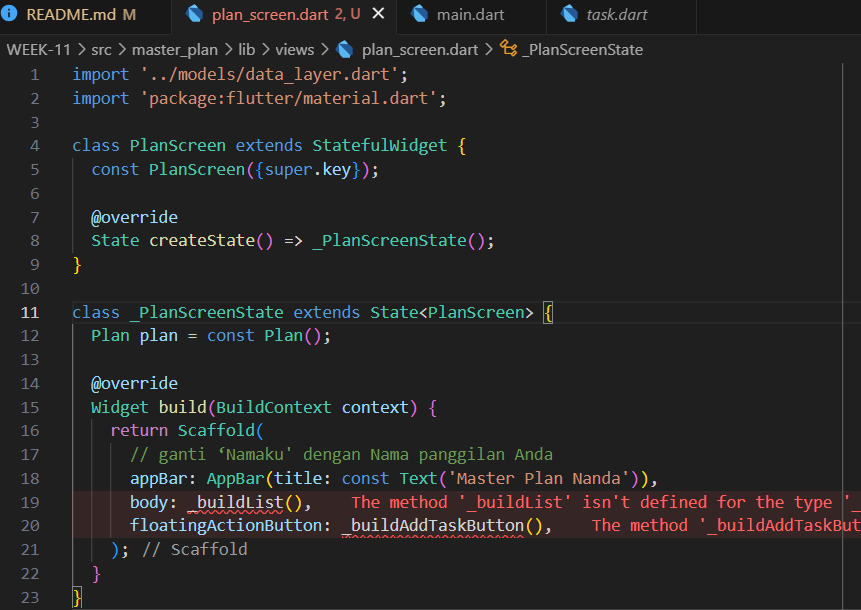 README.md M
plan_screen.dart 2, U
main.dart
task.dart
WEEK-11 > src > master_plan > lib > views > plan_screen.dart > _PlanScreenState
1 import '../models/data_layer.dart';
2 import 'package:flutter/material.dart';
3
4 class PlanScreen extends StatefulWidget {
5 const PlanScreen({super.key});
6
7 @override
8 State createState() => _PlanScreenState();
9 }
10
11 class _PlanScreenState extends State<PlanScreen> {
12 Plan plan = const Plan();
13
14 @override
15 Widget build(BuildContext context) {
16 return Scaffold(
17 // ganti ‘Namaku' dengan Nama panggilan Anda
18 appBar: AppBar(title: const Text('Master Plan Nanda')),
19 body: _buildList(), The method '_buildList' isn't defined for the type '_
20 floatingActionButton: _buildAddTaskButton(), The method '_buildAddTaskBut
21 ); // Scaffold
22 }
23 }